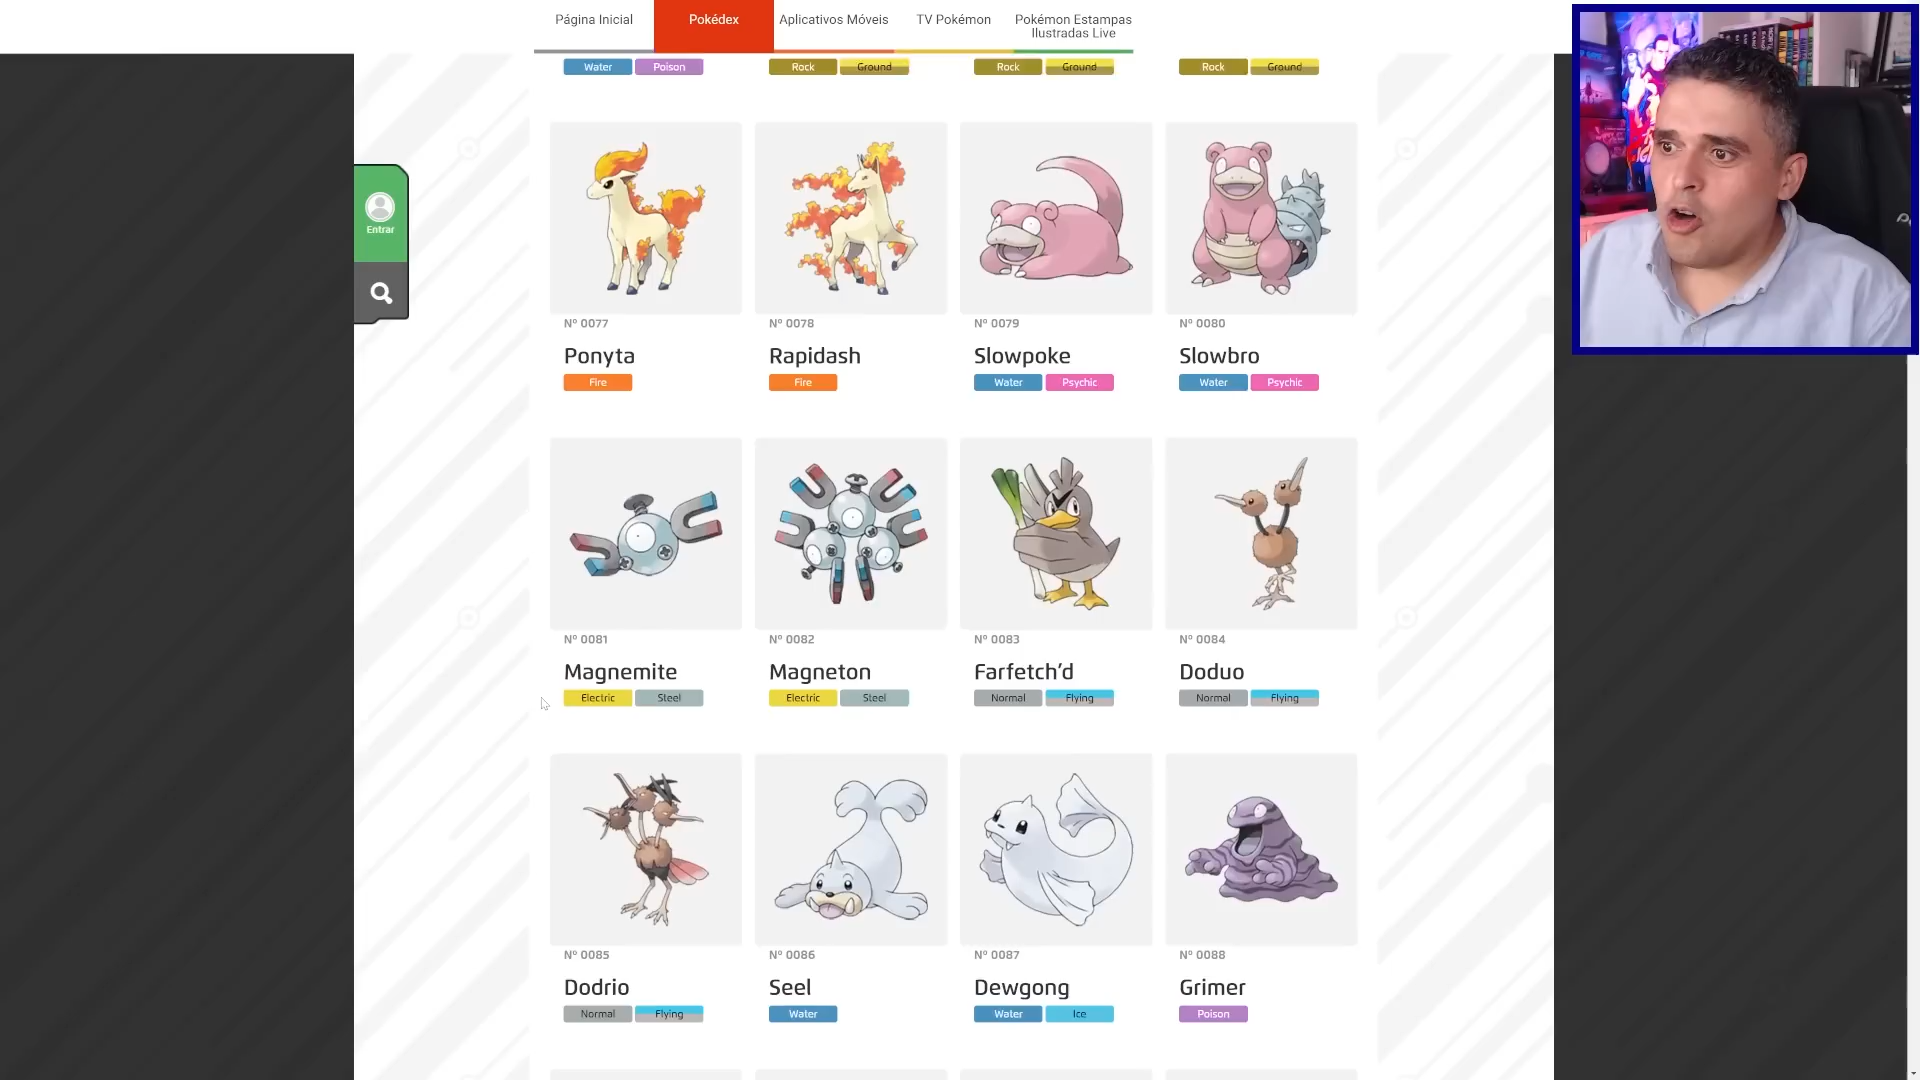 Página Inicial
Pokédex
Aplicativos Móveis
TV Pokémon
Pokémon Estampas
Ilustradas Live
Water Poison
Rock Ground
Rock Ground
Rock Ground
Entrar
Nº 0077
Nº 0078
Nº 0079
Nº 0080
Ponyta
Rapidash
Slowpoke
Slowbro
Fire
Fire
Water Psychic
Water Psychic
Nº 0081
Nº 0082
Nº 0083
Nº 0084
Magnemite
Magneton
Farfetch’d
Doduo
Electric Steel
Electric Steel
Normal Flying
Normal Flying
Nº 0085
Nº 0086
Nº 0087
Nº 0088
Dodrio
Seel
Dewgong
Grimer
Normal Flying
Water
Water Ice
Poison